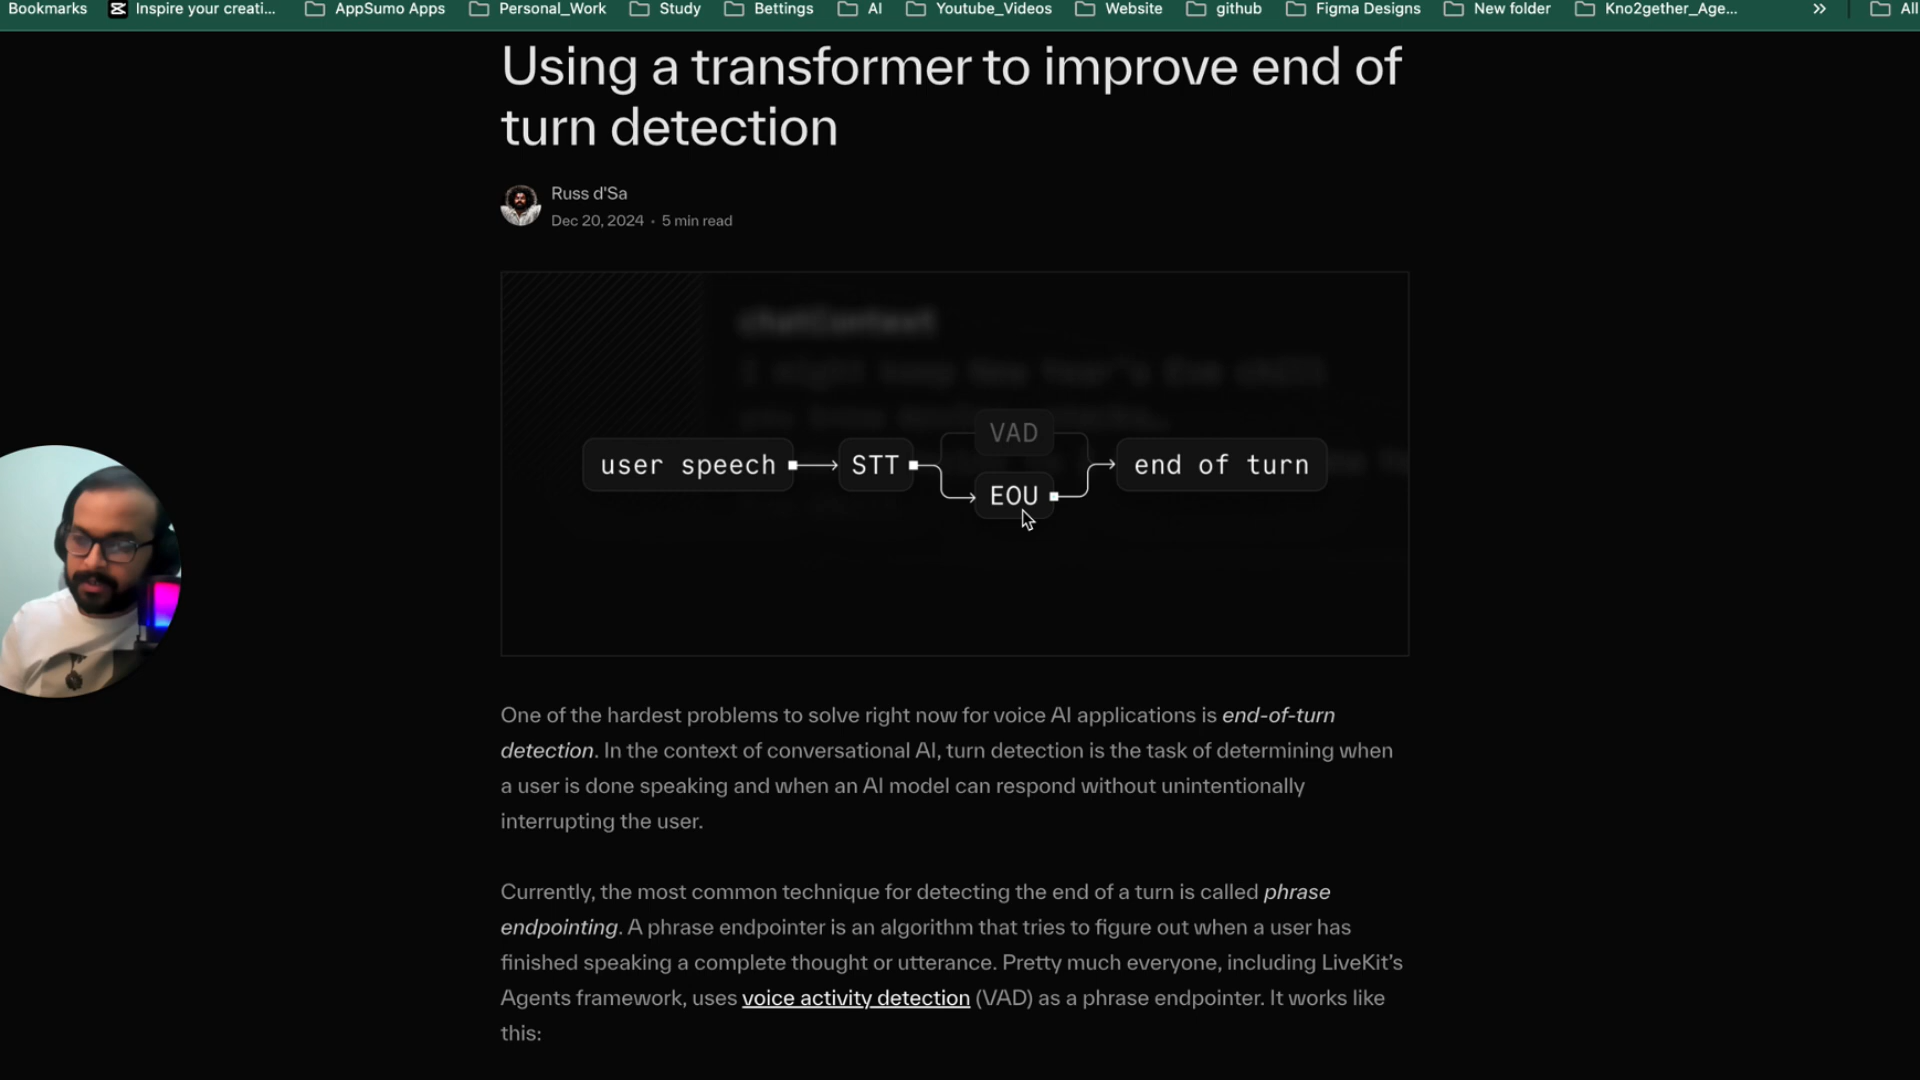 Bookmarks Inspire your creati... AppSumo Apps Personal_Work Study Bettings AI Youtube_Videos Website github Figma Designs New folder Kno2gether_Age... » All
Using a transformer to improve end of
turn detection
Russ d'Sa
Dec 20, 2024 • 5 min read
chatContext
VAD
user speech STT end of turn
EOU
One of the hardest problems to solve right now for voice AI applications is end-of-turn
detection. In the context of conversational AI, turn detection is the task of determining when
a user is done speaking and when an AI model can respond without unintentionally
interrupting the user.
Currently, the most common technique for detecting the end of a turn is called phrase
endpointing. A phrase endpointer is an algorithm that tries to figure out when a user has
finished speaking a complete thought or utterance. Pretty much everyone, including LiveKit’s
Agents framework, uses voice activity detection (VAD) as a phrase endpointer. It works like
this: